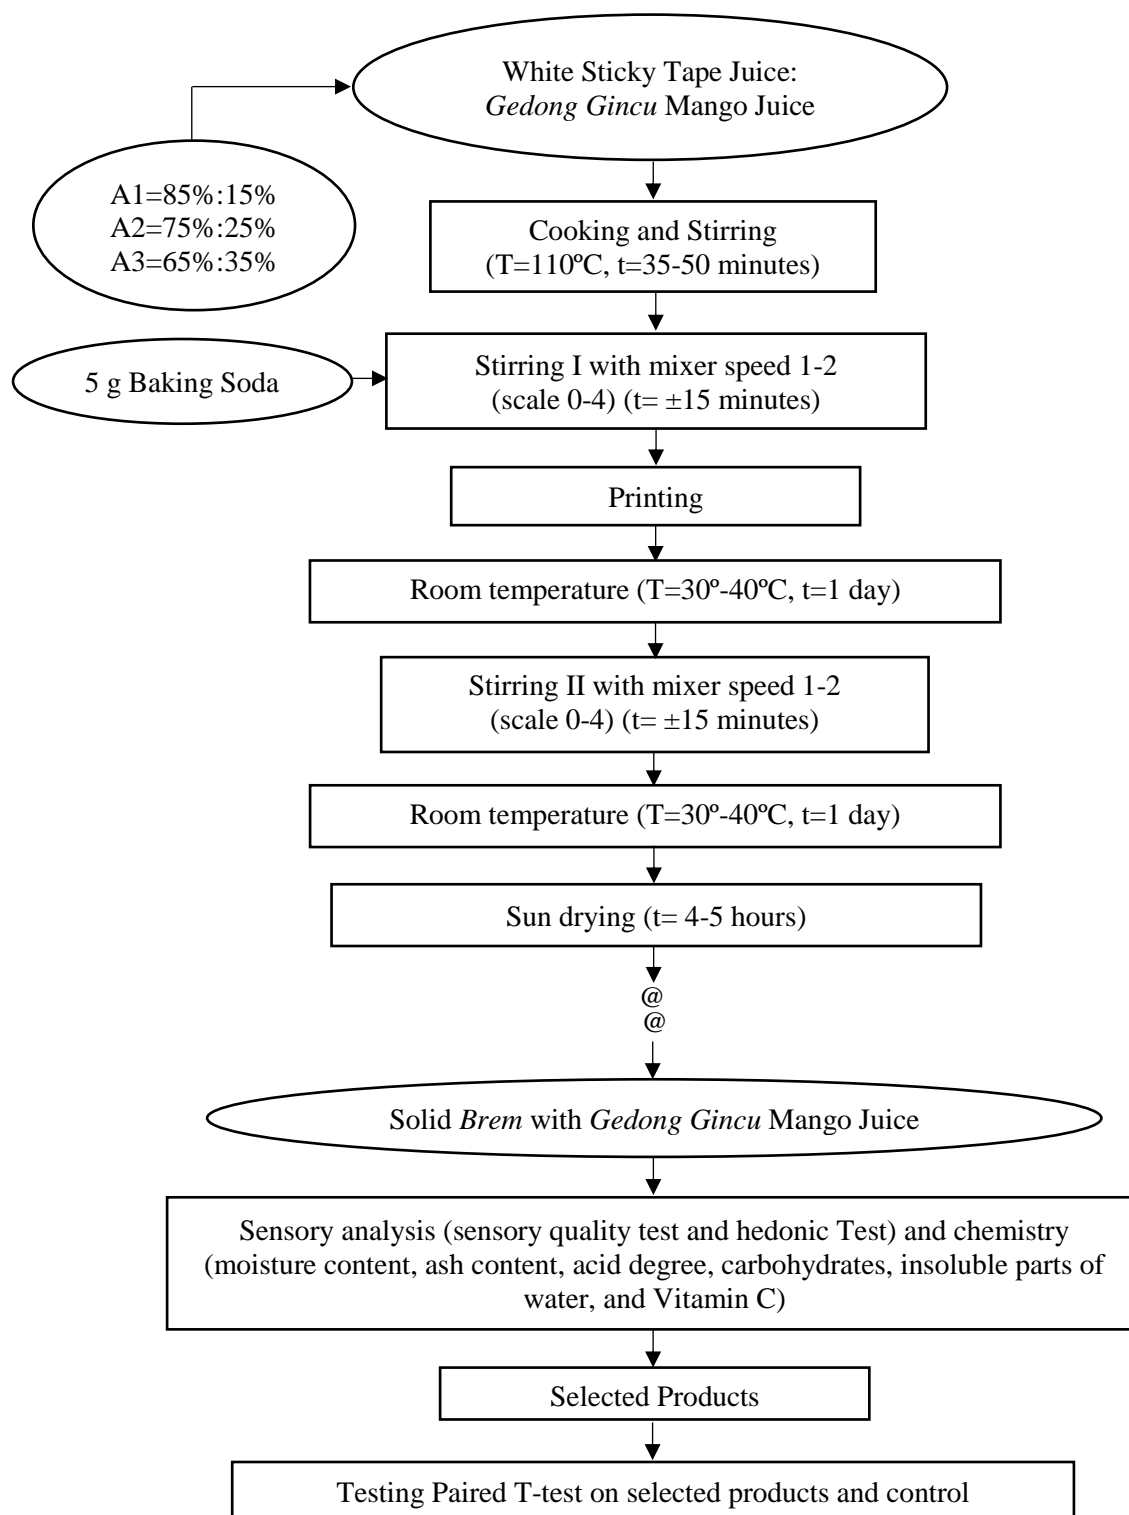 White Sticky Tape Juice:
Gedong Gincu Mango Juice
A1=85%:15%
A2=75%:25%
A3=65%:35%
Cooking and Stirring
(T=110ºC, t=35-50 minutes)
5 g Baking Soda
Stirring I with mixer speed 1-2
(scale 0-4) (t= ±15 minutes)
Printing
Room temperature (T=30º-40ºC, t=1 day)
Stirring II with mixer speed 1-2
(scale 0-4) (t= ±15 minutes)
Room temperature (T=30º-40ºC, t=1 day)
Sun drying (t= 4-5 hours)
@
@
Solid Brem with Gedong Gincu Mango Juice
Sensory analysis (sensory quality test and hedonic Test) and chemistry
(moisture content, ash content, acid degree, carbohydrates, insoluble parts of
water, and Vitamin C)
Selected Products
Testing Paired T-test on selected products and control